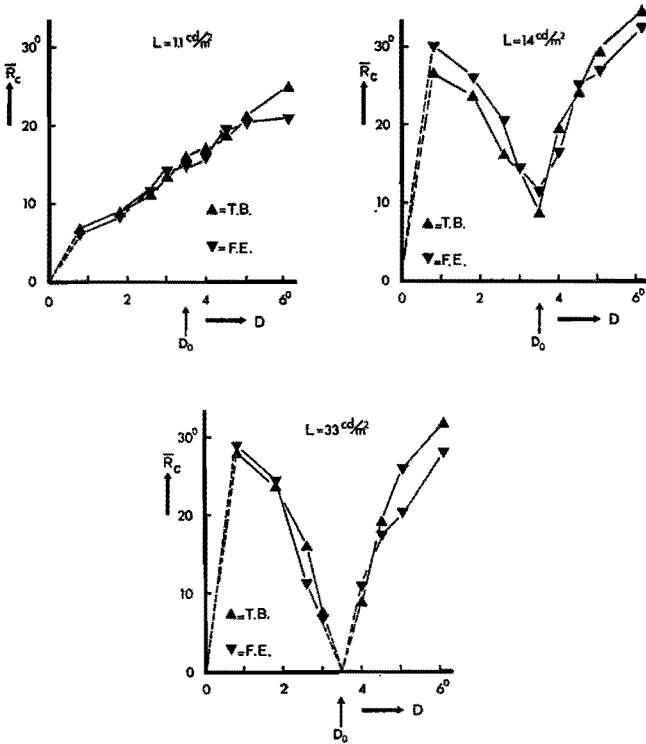 30°
R̅c
L=1.1 cd/m²
20
10
0
▲=T.B.
▼=F.E.
0 2 4 6°
D₀
D
30°
R̅c
L=14 cd/m²
20
10
0
▲=T.B.
▼=F.E.
0 2 4 6°
D₀
D
30°
R̅c
L=33 cd/m²
20
10
0
▲=T.B.
▼=F.E.
0 2 4 6°
D₀
D